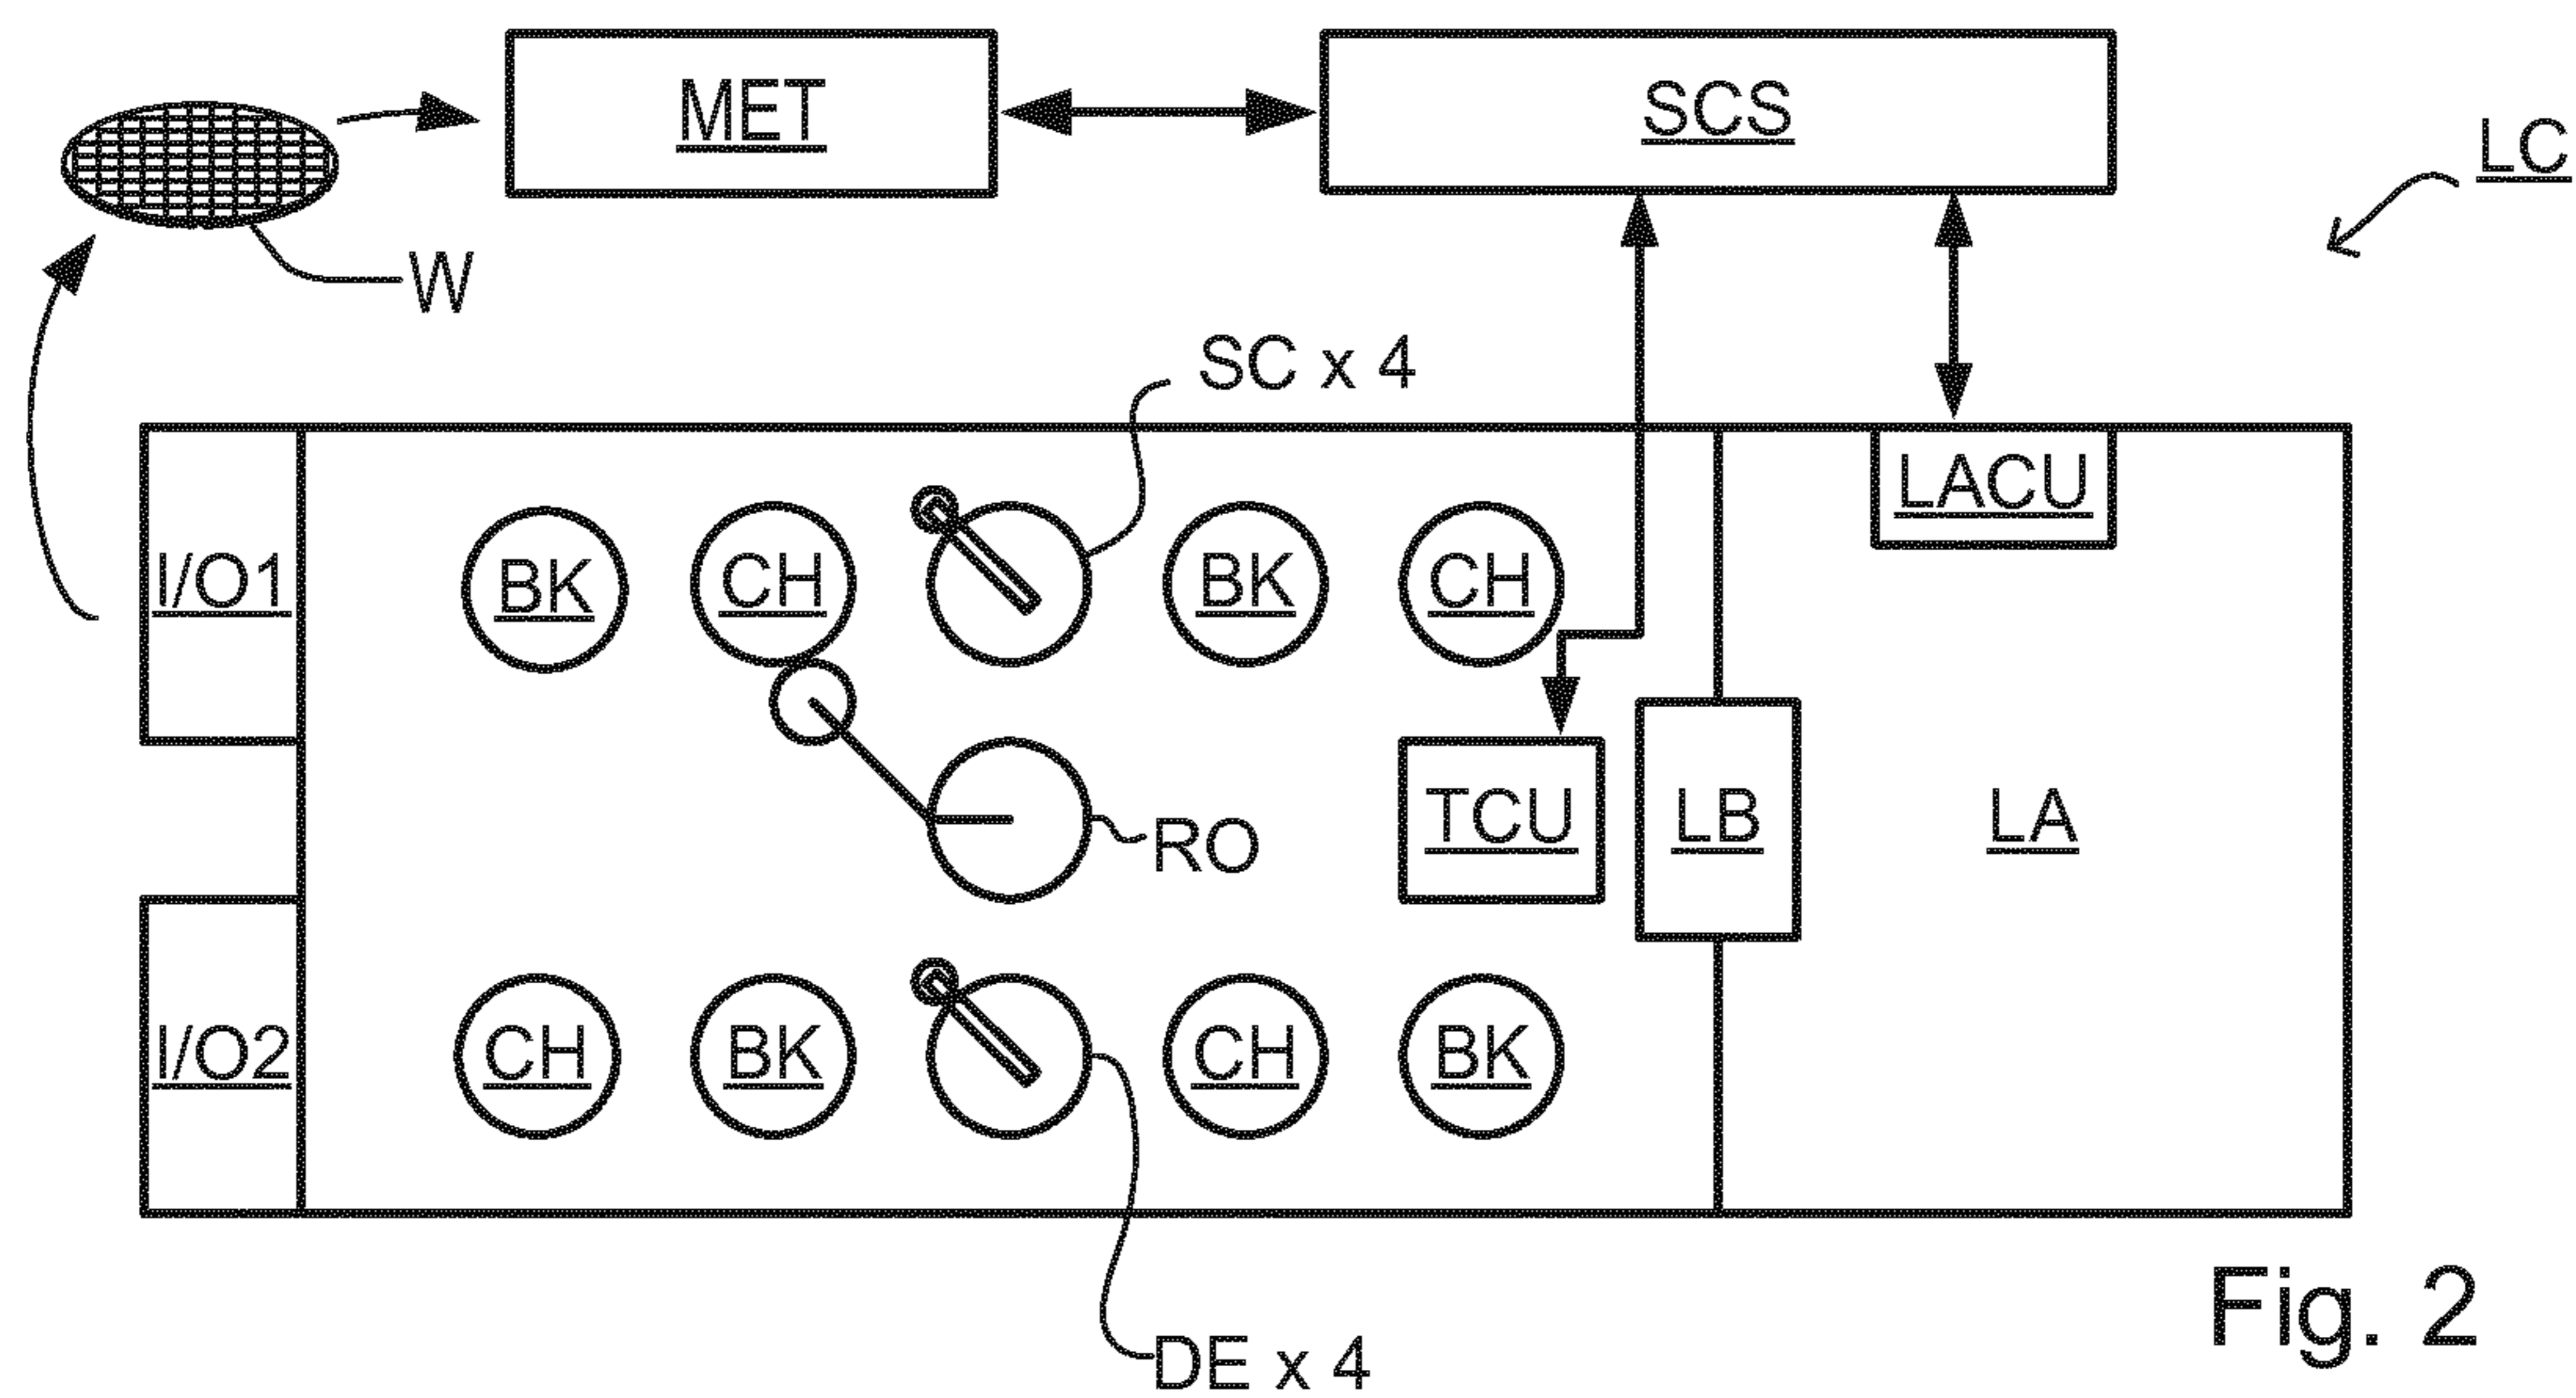 MET
SCS
LC
W
SC x 4
LACU
I/O1
BK
CH
BK
CH
TCU
LB
LA
RO
I/O2
CH
BK
CH
BK
DE x 4
Fig. 2